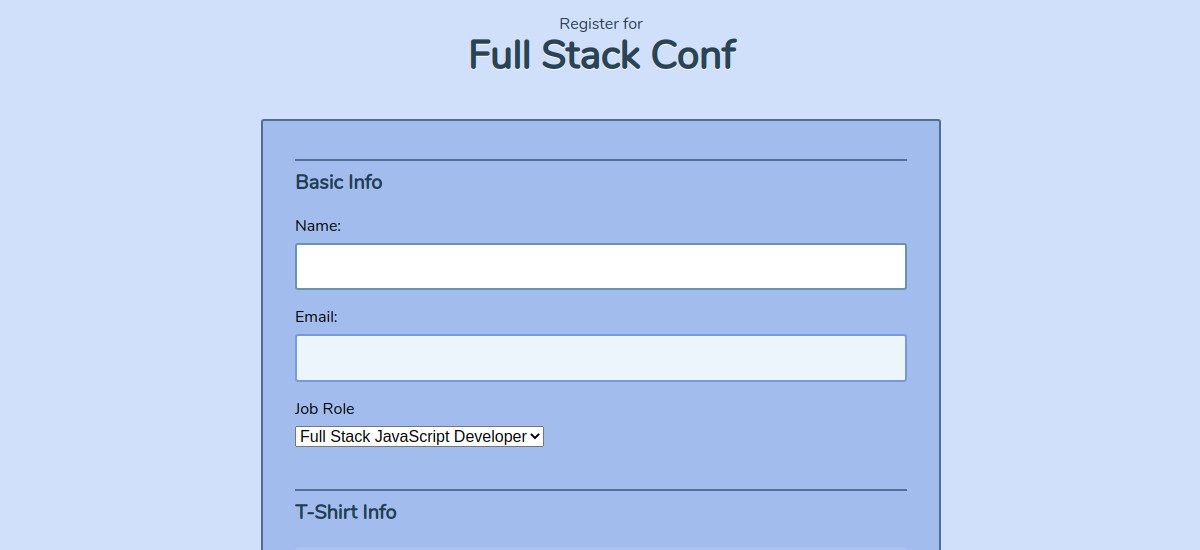 Register for
Full Stack Conf
Basic Info
Name:
Email:
Job Role
Full Stack JavaScript Developer
T-Shirt Info